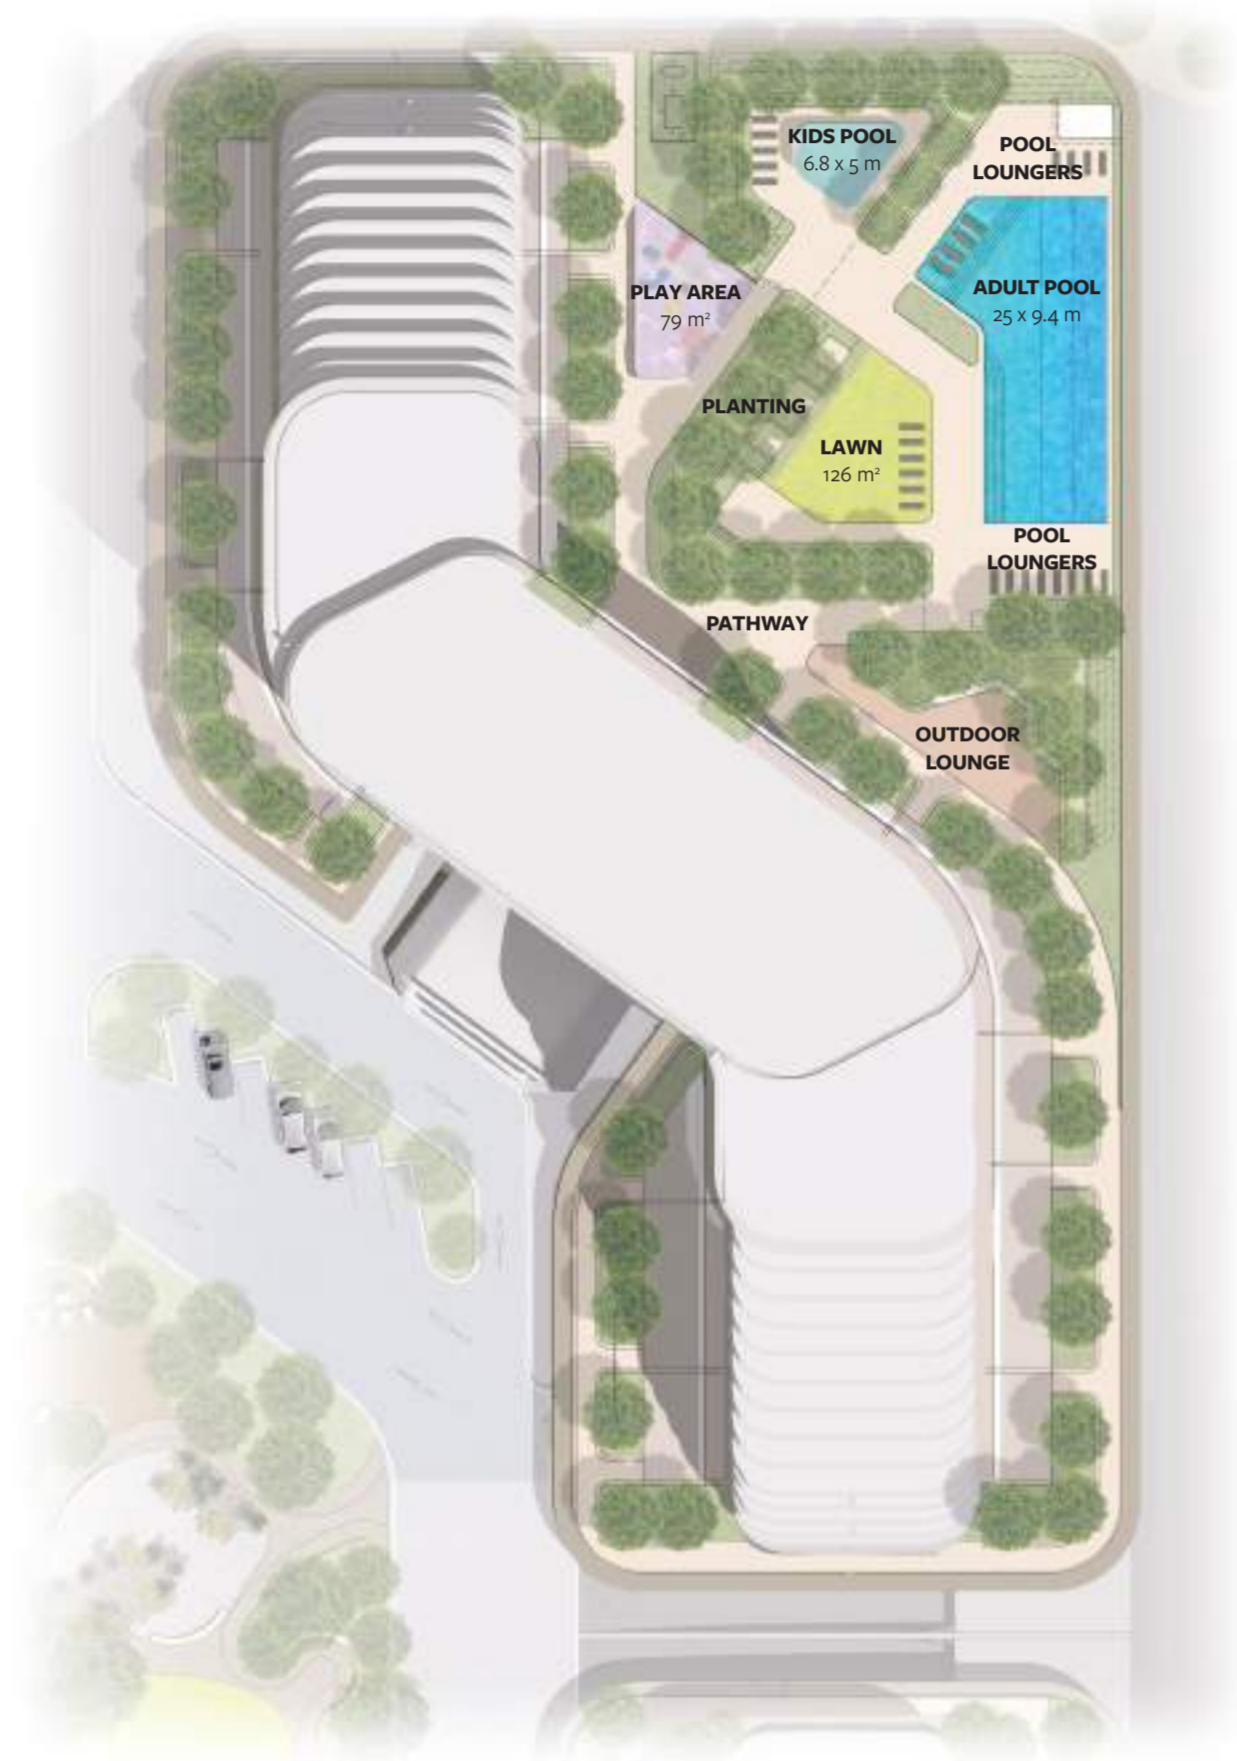 KIDS POOL
6.8 x 5 m
POOL
LOUNGERS
PLAY AREA
79 m²
ADULT POOL
25 x 9.4 m
PLANTING
LAWN
126 m²
POOL
LOUNGERS
PATHWAY
OUTDOOR
LOUNGE